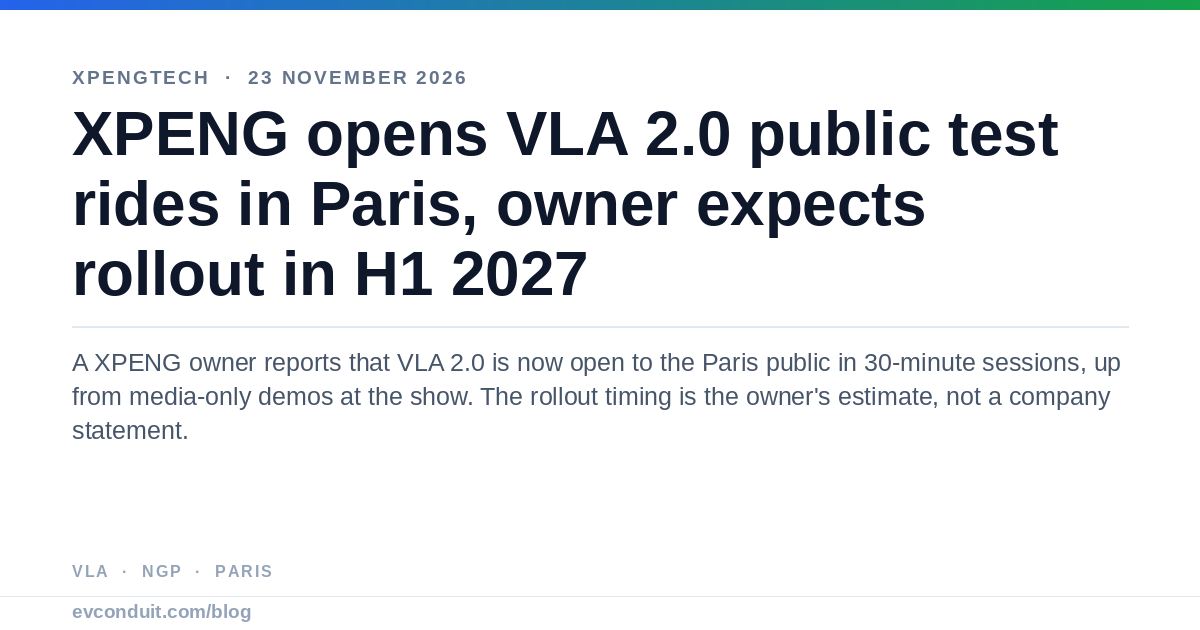 XPENGTECH · 23 NOVEMBER 2026
XPENG opens VLA 2.0 public test
rides in Paris, owner expects
rollout in H1 2027
A XPENG owner reports that VLA 2.0 is now open to the Paris public in 30-minute sessions, up
from media-only demos at the show. The rollout timing is the owner's estimate, not a company
statement.
VLA · NGP · PARIS
evconduit.com/blog